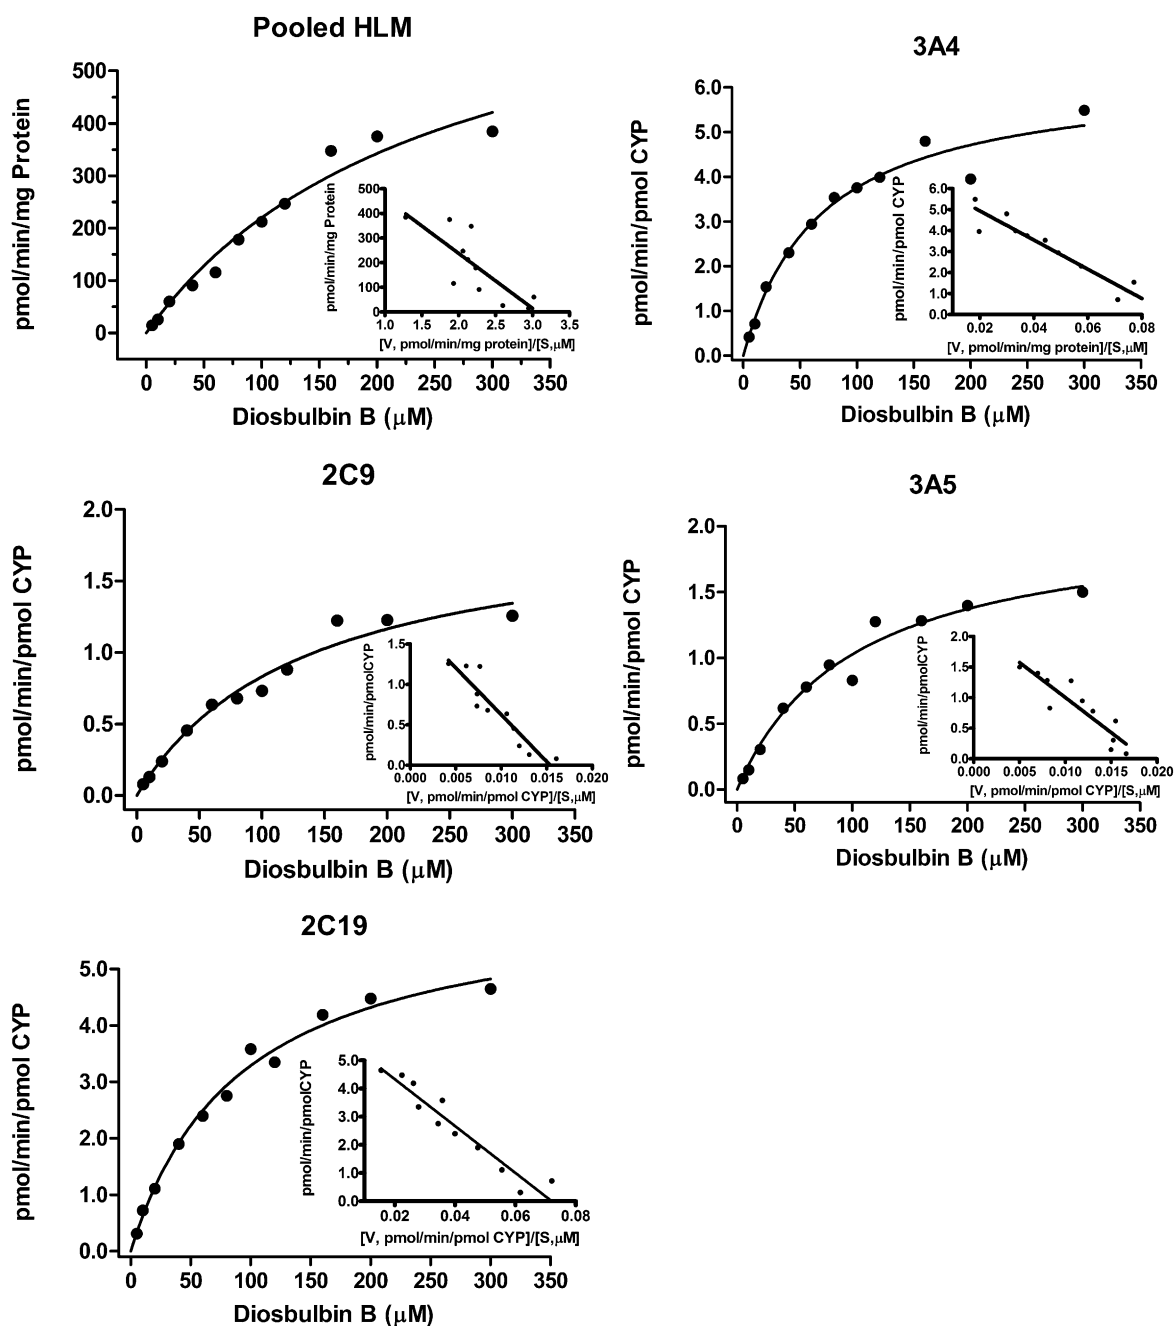 Pooled HLM
500
400
300
200
100
0
pmol/min/mg Protein
0 50 100 150 200 250 300 350
Diosbulbin B (μM)
500
400
300
200
100
0
pmol/min/mg Protein
1.0 1.5 2.0 2.5 3.0 3.5
[V, pmol/min/mg protein]/[S,μM]
3A4
6.0
5.0
4.0
3.0
2.0
1.0
0.0
pmol/min/pmol CYP
0 50 100 150 200 250 300 350
Diosbulbin B (μM)
6.0
5.0
4.0
3.0
2.0
1.0
0.0
pmol/min/pmol CYP
0.02 0.04 0.06 0.08
[V, pmol/min/mg protein]/[S,μM]
2C9
2.0
1.5
1.0
0.5
0.0
pmol/min/pmol CYP
0 50 100 150 200 250 300 350
Diosbulbin B (μM)
1.5
1.0
0.5
0.0
pmol/min/pmolCYP
0.000 0.005 0.010 0.015 0.020
[V, pmol/min/pmol CYP]/[S,μM]
3A5
2.0
1.5
1.0
0.5
0.0
pmol/min/pmol CYP
0 50 100 150 200 250 300 350
Diosbulbin B (μM)
2.0
1.5
1.0
0.5
0.0
pmol/min/pmolCYP
0.000 0.005 0.010 0.015 0.020
[V, pmol/min/pmol CYP]/[S,μM]
2C19
5.0
4.0
3.0
2.0
1.0
0.0
pmol/min/pmol CYP
0 50 100 150 200 250 300 350
Diosbulbin B (μM)
5.0
4.0
3.0
2.0
1.0
0.0
pmol/min/pmolCYP
0.02 0.04 0.06 0.08
[V, pmol/min/pmol CYP]/[S,μM]